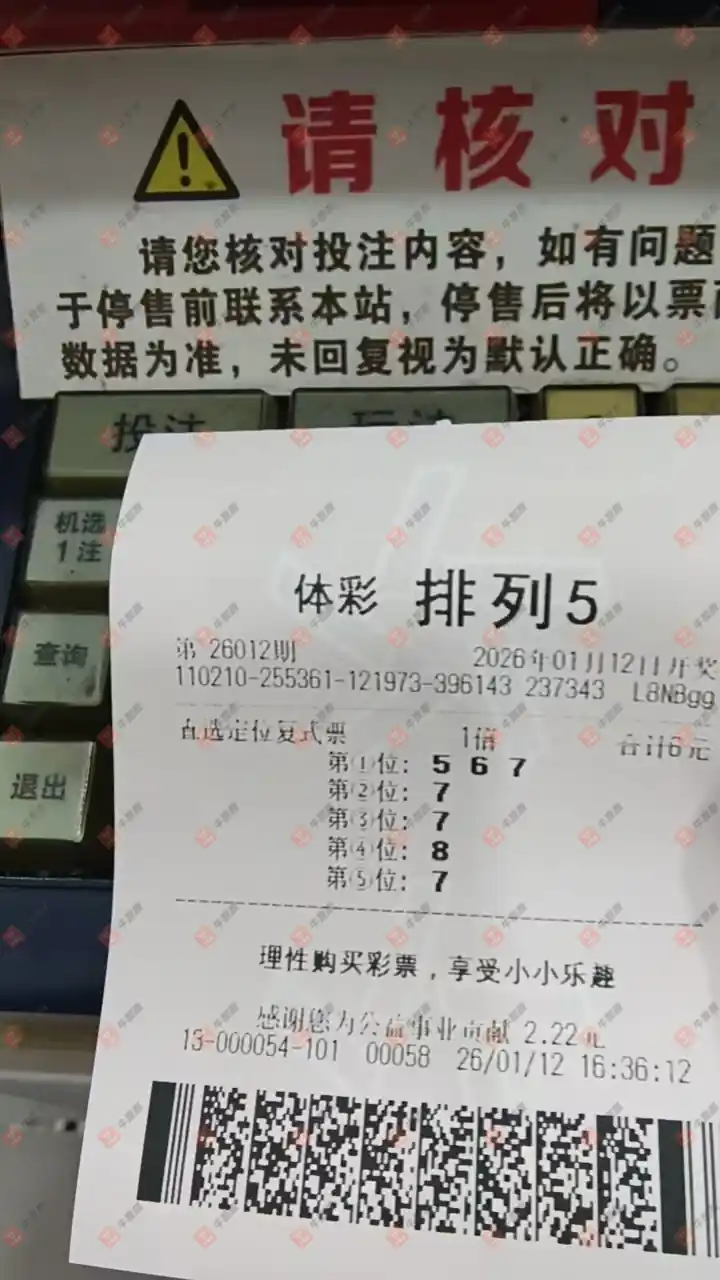 请核对
请您核对投注内容，如有问题
于停售前联系本站，停售后将以票面
数据为准，未回复视为默认正确。
投注 玩法
机选
1注
查询
退出
体彩 排列5
第 26012期 2026年01月12日开奖
110210-255361-121973-396143 237343 L8NBgg
直选定位复式票 1倍 合计6元
第①位: 5 6 7
第②位: 7
第③位: 7
第④位: 8
第⑤位: 7
理性购买彩票，享受小小乐趣
感谢您为公益事业贡献 2.22元
13-000054-101 00058 26/01/12 16:36:12